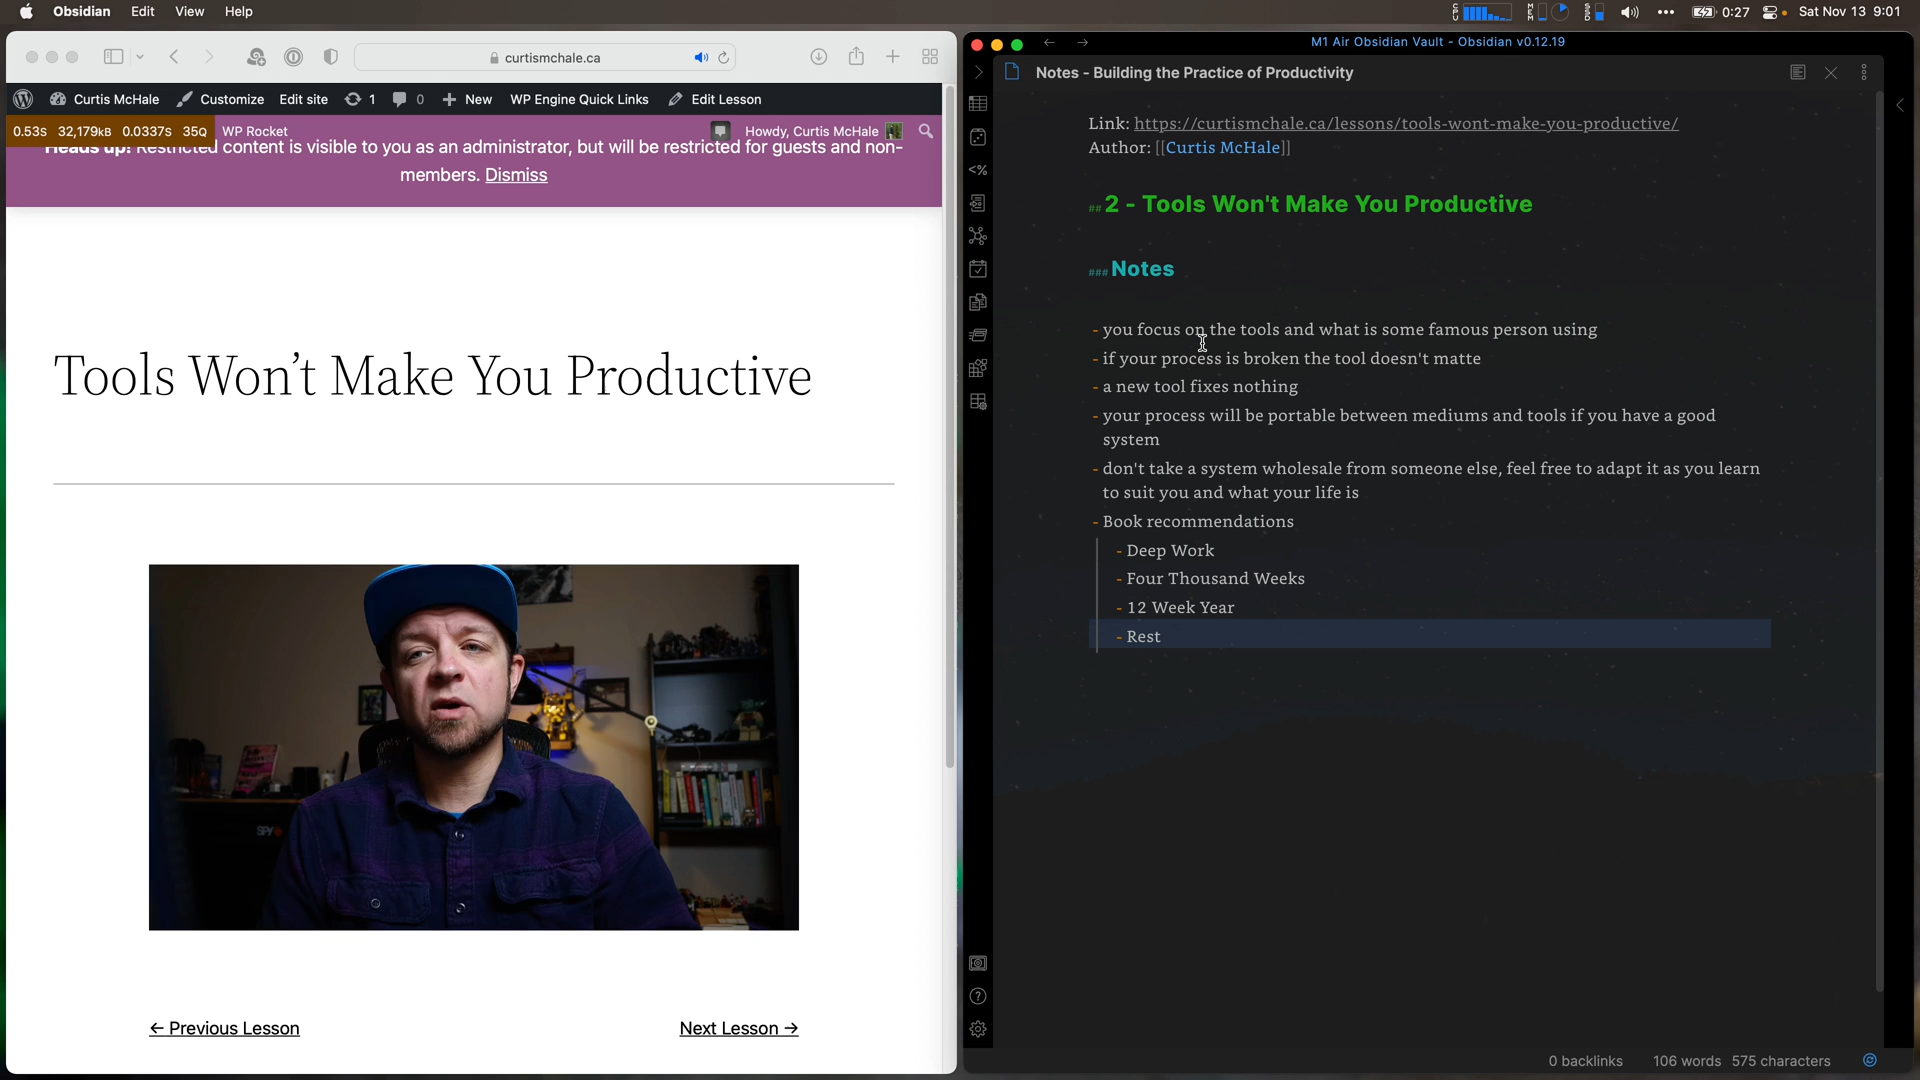 Obsidian Edit View Help
0:27 Sat Nov 13 9:01
curtismchale.ca
Curtis McHale Customize Edit site 1 0 New WP Engine Quick Links Edit Lesson
0.53s 32,179kB 0.0337s 35Q WP Rocket Howdy, Curtis McHale
Heads up! Restricted content is visible to you as an administrator, but will be restricted for guests and non-
members. Dismiss
Tools Won’t Make You Productive
SPY
← Previous Lesson Next Lesson →
M1 Air Obsidian Vault - Obsidian v0.12.19
Notes - Building the Practice of Productivity
Link: https://curtismchale.ca/lessons/tools-wont-make-you-productive/
Author: [[Curtis McHale]]
## 2 - Tools Won't Make You Productive
### Notes
- you focus on the tools and what is some famous person using
- if your process is broken the tool doesn't matte
- a new tool fixes nothing
- your process will be portable between mediums and tools if you have a good
system
- don't take a system wholesale from someone else, feel free to adapt it as you learn
to suit you and what your life is
- Book recommendations
- Deep Work
- Four Thousand Weeks
- 12 Week Year
- Rest
0 backlinks 106 words 575 characters